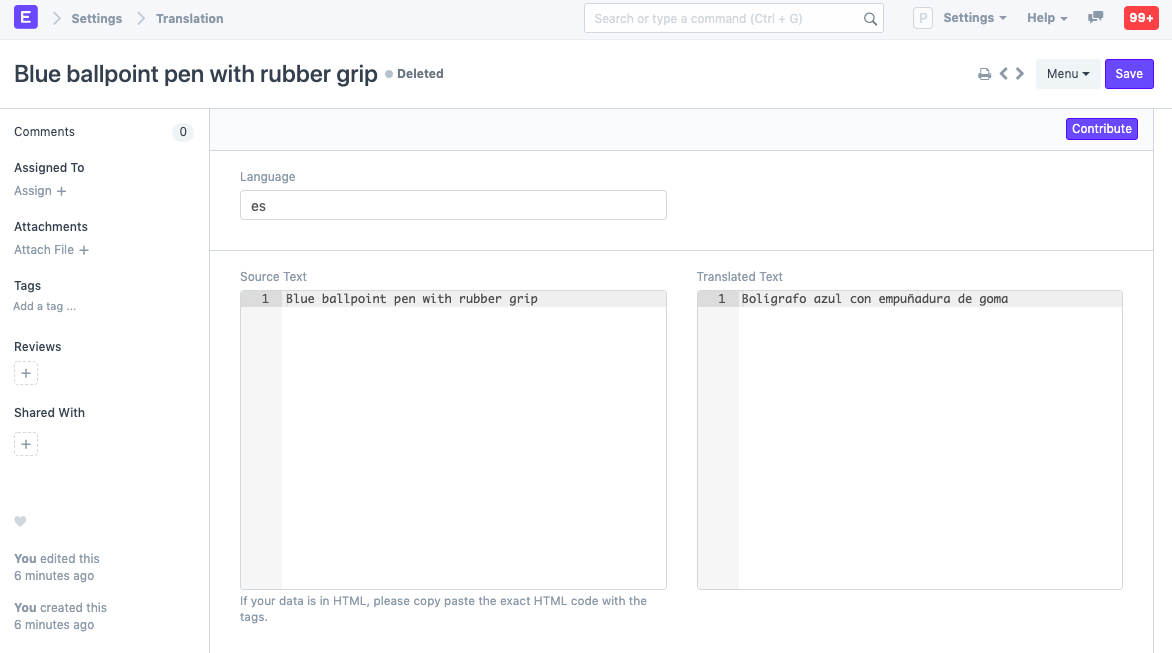 E Settings Translation Search or type a command (Ctrl + G) P Settings Help 99+
Blue ballpoint pen with rubber grip Deleted Menu Save
Comments 0
Assigned To
Assign +
Attachments
Attach File +
Tags
Add a tag ...
Reviews
+
Shared With
+
You edited this
6 minutes ago
You created this
6 minutes ago
Contribute
Language
es
Source Text
1 Blue ballpoint pen with rubber grip
If your data is in HTML, please copy paste the exact HTML code with the
tags.
Translated Text
1 Bolígrafo azul con empuñadura de goma